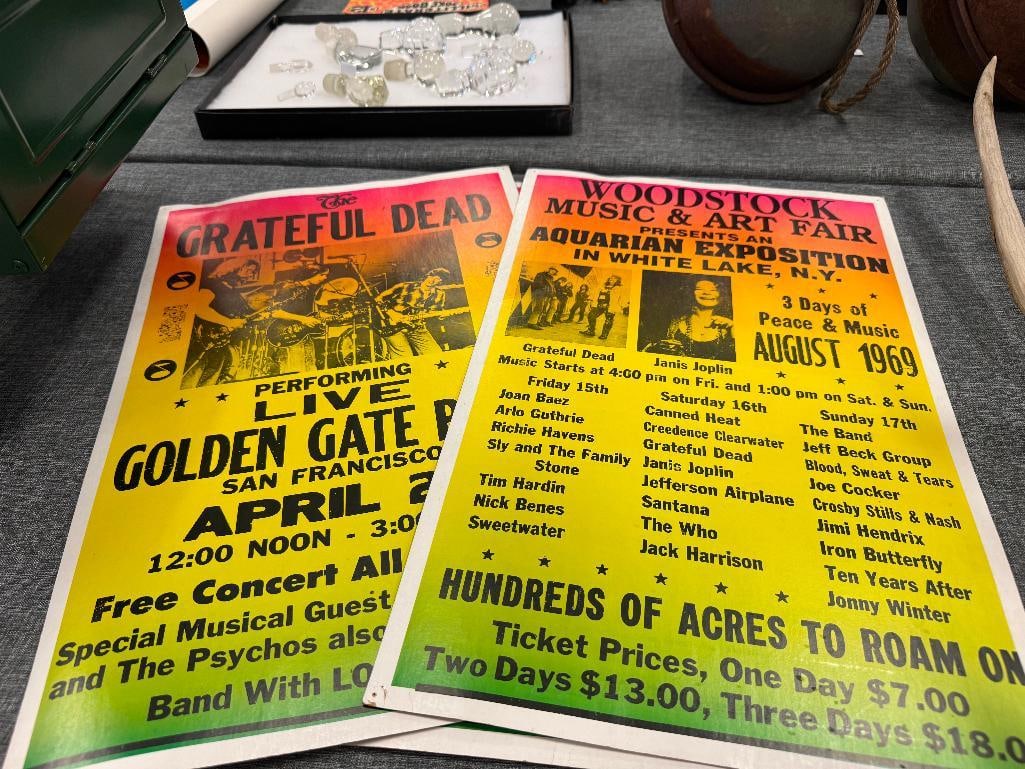 The
GRATEFUL DEAD
PERFORMING
LIVE
GOLDEN GATE
SAN FRANCISCO
APRIL
12:00 NOON - 3:00
Free Concert All
Special Musical Guest
and The Psychos also
Band With
WOODSTOCK
MUSIC & ART FAIR
PRESENTS AN
AQUARIAN EXPOSITION
IN WHITE LAKE, N.Y.
3 Days of
Peace & Music
AUGUST 1969
Grateful Dead
Janis Joplin
Music Starts at 4:00 pm on Fri. and 1:00 pm on Sat. & Sun.
Friday 15th
Joan Baez
Arlo Guthrie
Richie Havens
Sly and The Family
Stone
Tim Hardin
Nick Benes
Sweetwater
Saturday 16th
Canned Heat
Creedence Clearwater
Grateful Dead
Janis Joplin
Jefferson Airplane
Santana
The Who
Jack Harrison
Sunday 17th
The Band
Jeff Beck Group
Blood, Sweat & Tears
Joe Cocker
Crosby Stills & Nash
Jimi Hendrix
Iron Butterfly
Ten Years After
Jonny Winter
HUNDREDS OF ACRES TO ROAM ON
Ticket Prices, One Day $7.00
Two Days $13.00, Three Days $18.0